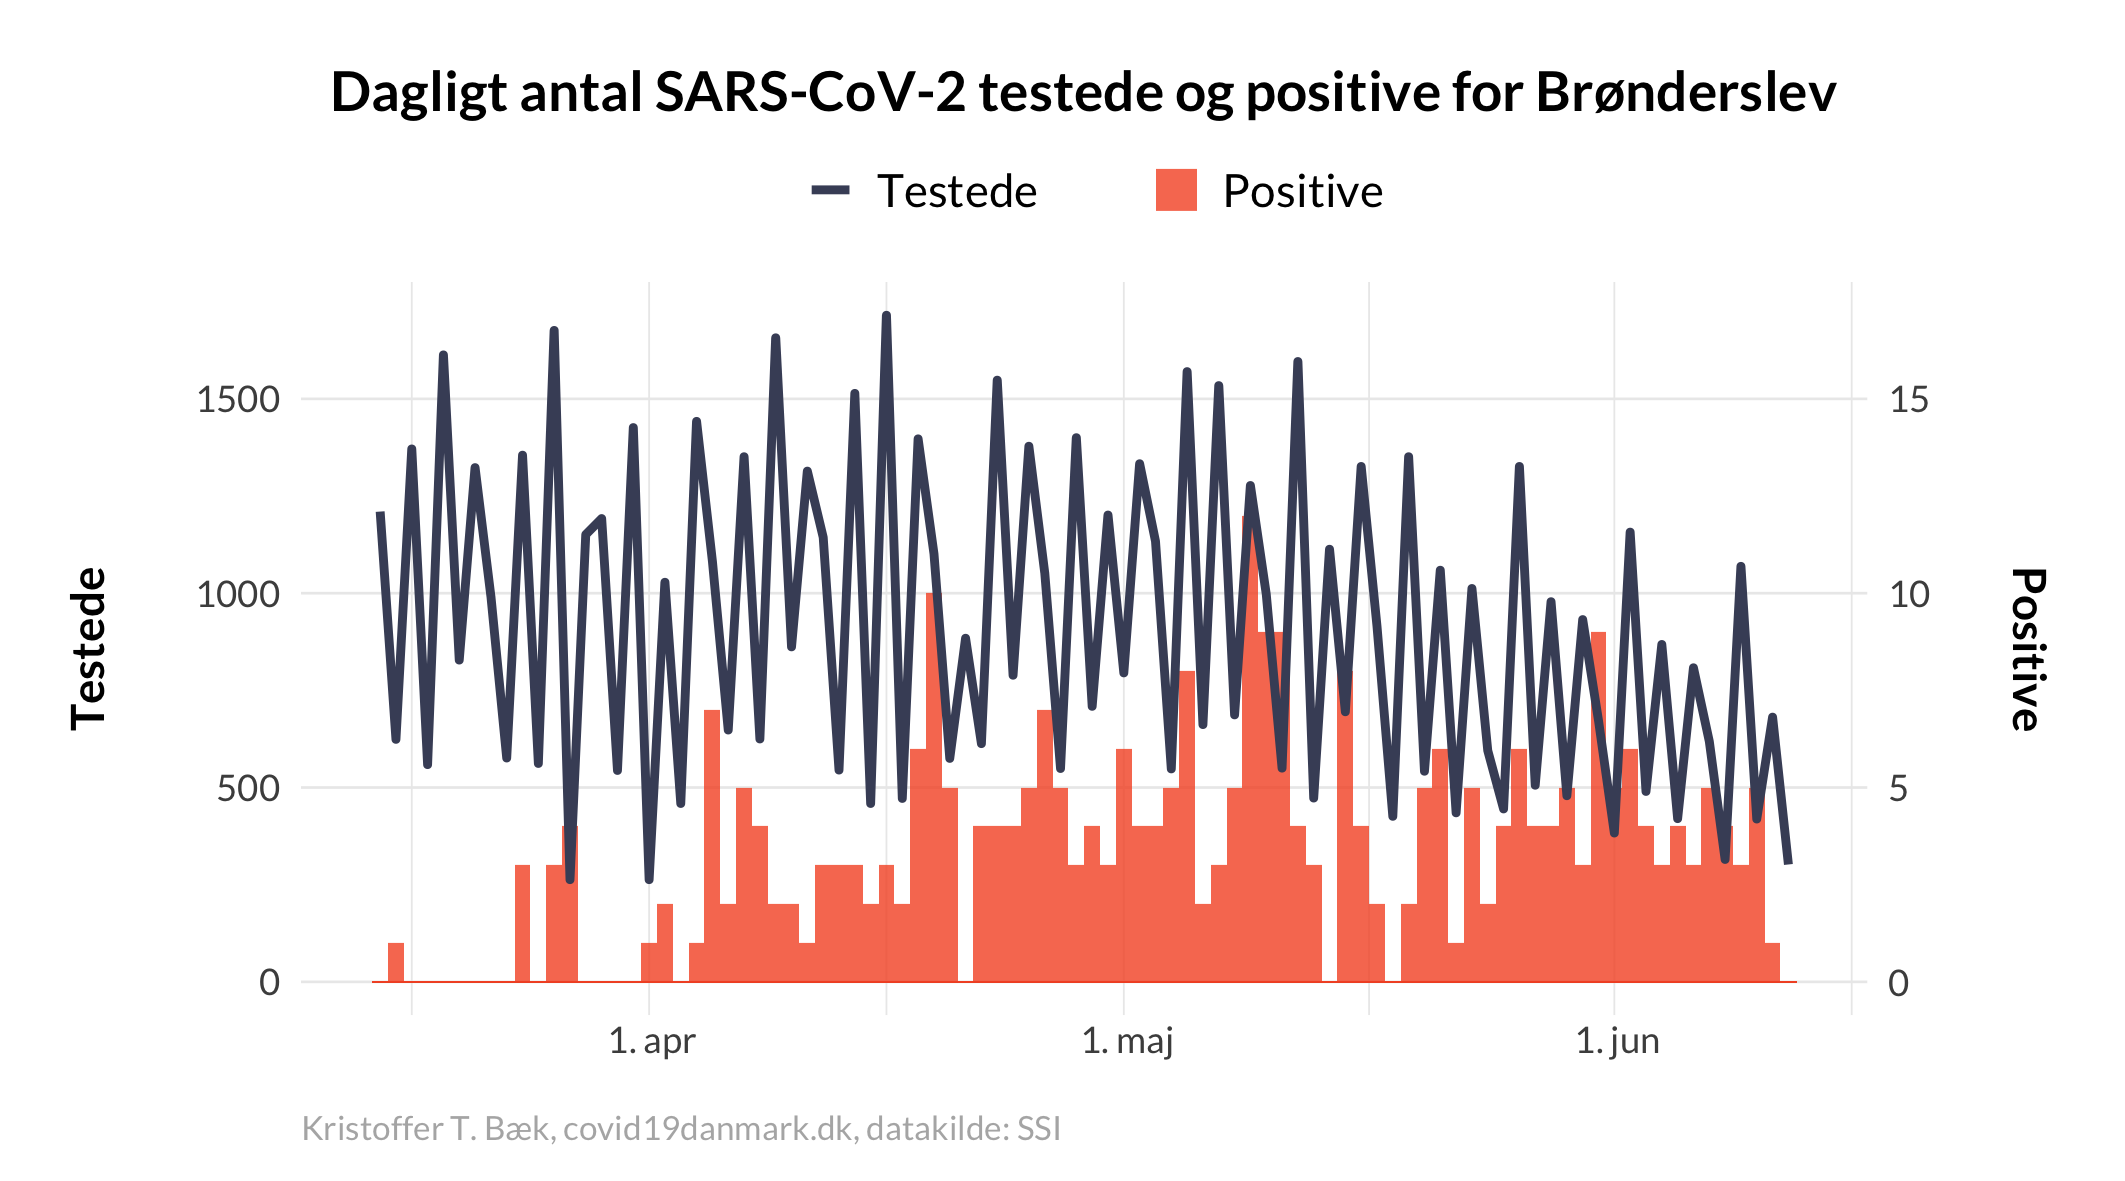 Dagligt antal SARS-CoV-2 testede og positive for Brønderslev
Testede
Positive
1500
1000
500
0
15
10
5
0
Testede
Positive
1. apr
1. maj
1. jun
Kristoffer T. Bæk, covid19danmark.dk, datakilde: SSI